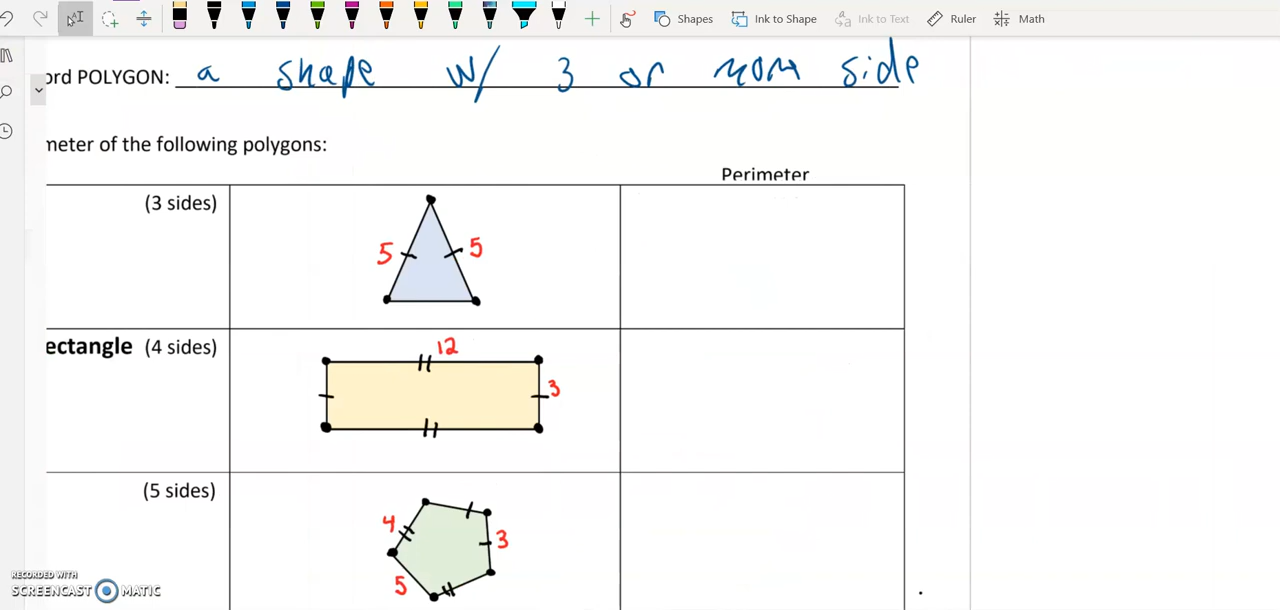 Shapes Ink to Shape Ink to Text Ruler Math
ord POLYGON: a shape w/ 3 or more side
meter of the following polygons:
Perimeter
(3 sides)
5 5
ectangle (4 sides)
12
3
(5 sides)
4
3
5
RECORDED WITH
SCREENCAST MATIC